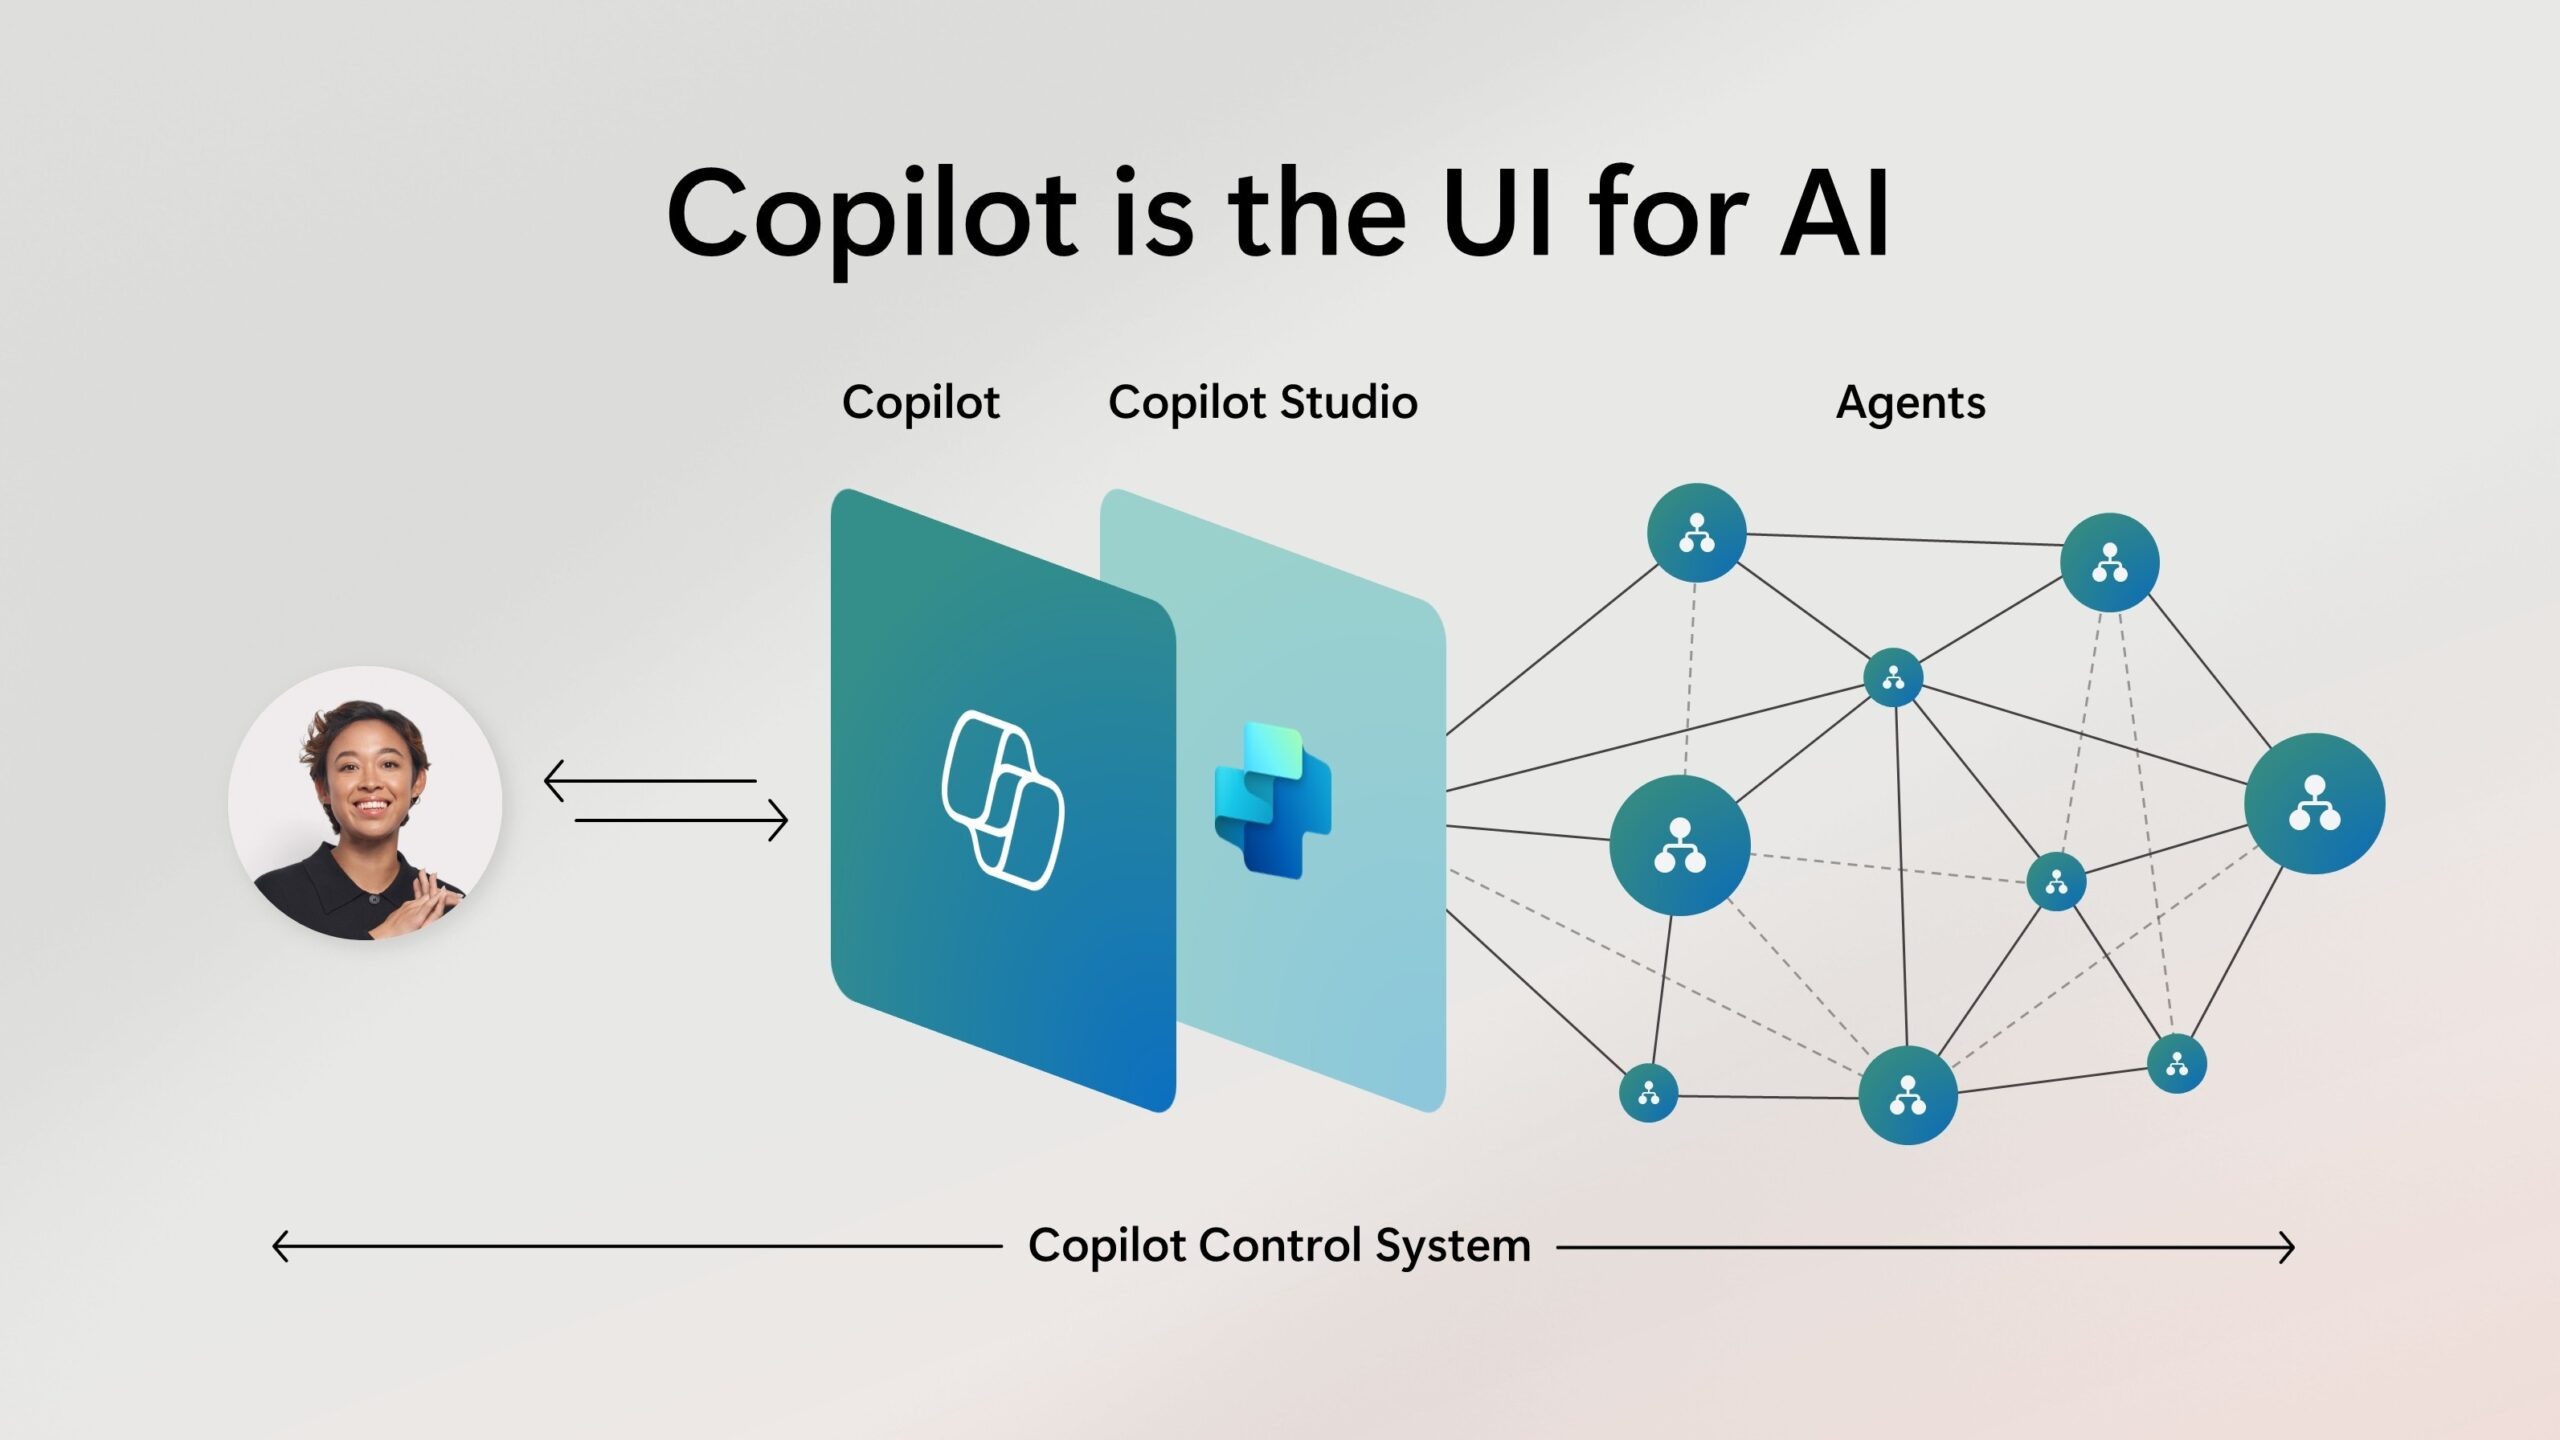 Copilot is the UI for AI
Copilot
Copilot Studio
Agents
Copilot Control System